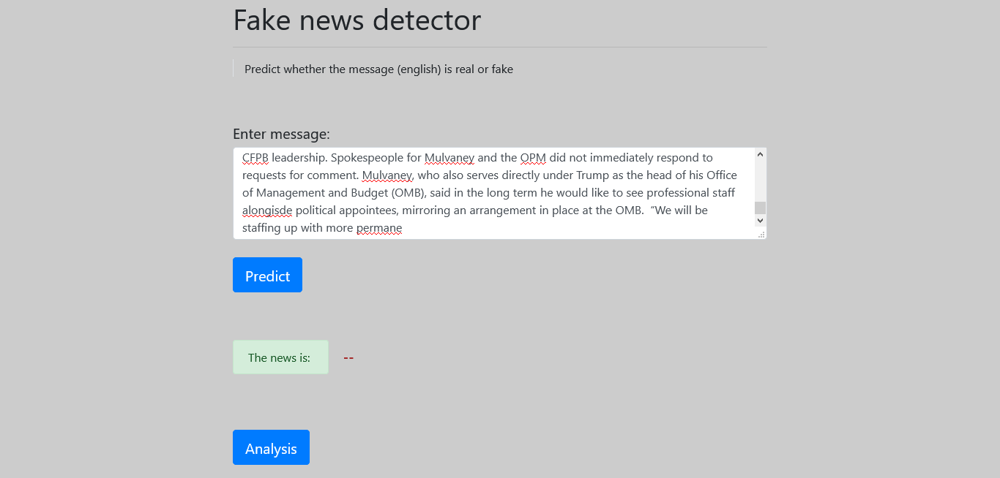 Fake news detector
Predict whether the message (english) is real or fake
Enter message:
CFPB leadership. Spokespeople for Mulvaney and the OPM did not immediately respond to
requests for comment. Mulvaney, who also serves directly under Trump as the head of his Office
of Management and Budget (OMB), said in the long term he would like to see professional staff
alongisde political appointees, mirroring an arrangement in place at the OMB.  “We will be
staffing up with more permane
Predict
The news is: --
Analysis